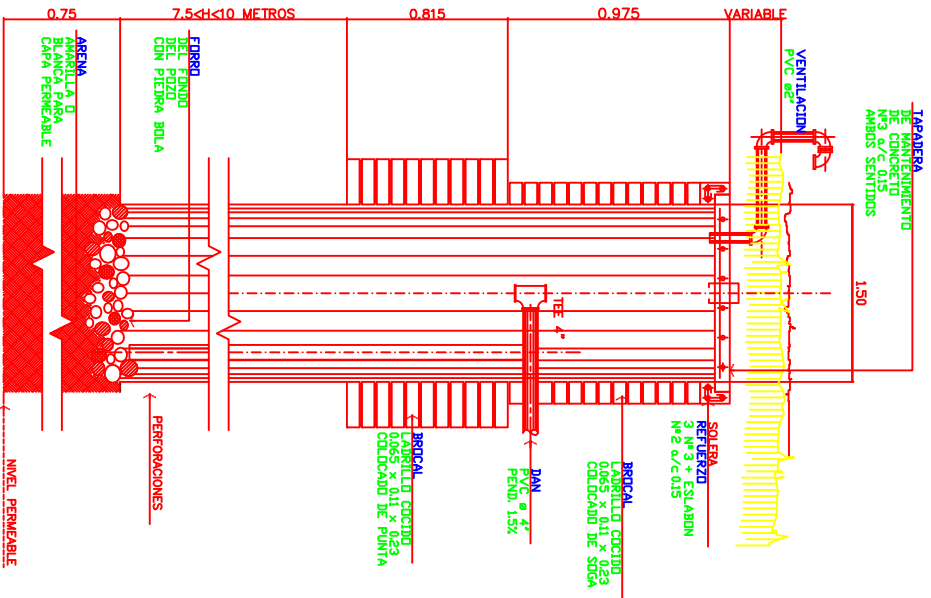 0.75
7.5<H<10 METROS
0.815
0.975
VARIABLE
VENTILACION
PVC ø2"
TAPADERA
DE MANTENIMIENTO
DE CONCRETO
Nº3 a/c 0.15
AMBOS SENTIDOS
FORRO
DEL FONDO
DEL POZO
CON PIEDRA BOLA
ARENA
AMARILLA O
BLANCA PARA
CAPA PERMEABLE
1.50
TEE 4"
SOLERA
REFUERZO
3 Nº3 + ESLABON
Nº2 a/c 0.15
BROCAL
LADRILLO COCIDO
0.065 x 0.11 x 0.23
COLOCADO DE SOGA
DAN
PVC ø 4"
PEND. 1.5%
BROCAL
LADRILLO COCIDO
0.065 x 0.11 x 0.23
COLOCADO DE PUNTA
PERFORACIONES
NIVEL PERMEABLE